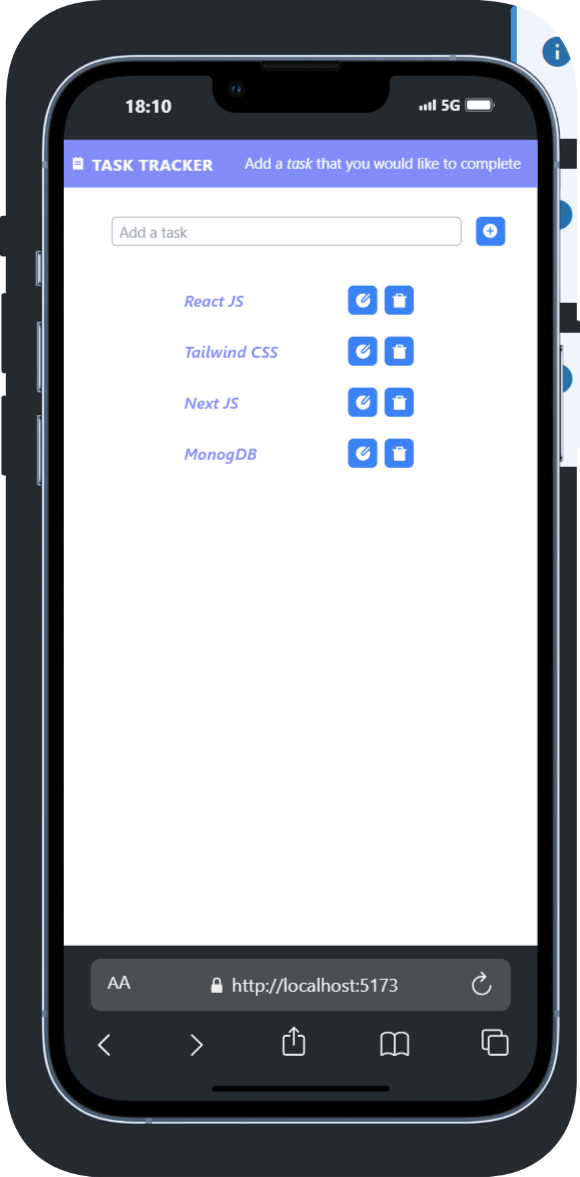 18:10 5G
TASK TRACKER Add a task that you would like to complete
Add a task
React JS
Tailwind CSS
Next JS
MonogDB
AA http://localhost:5173